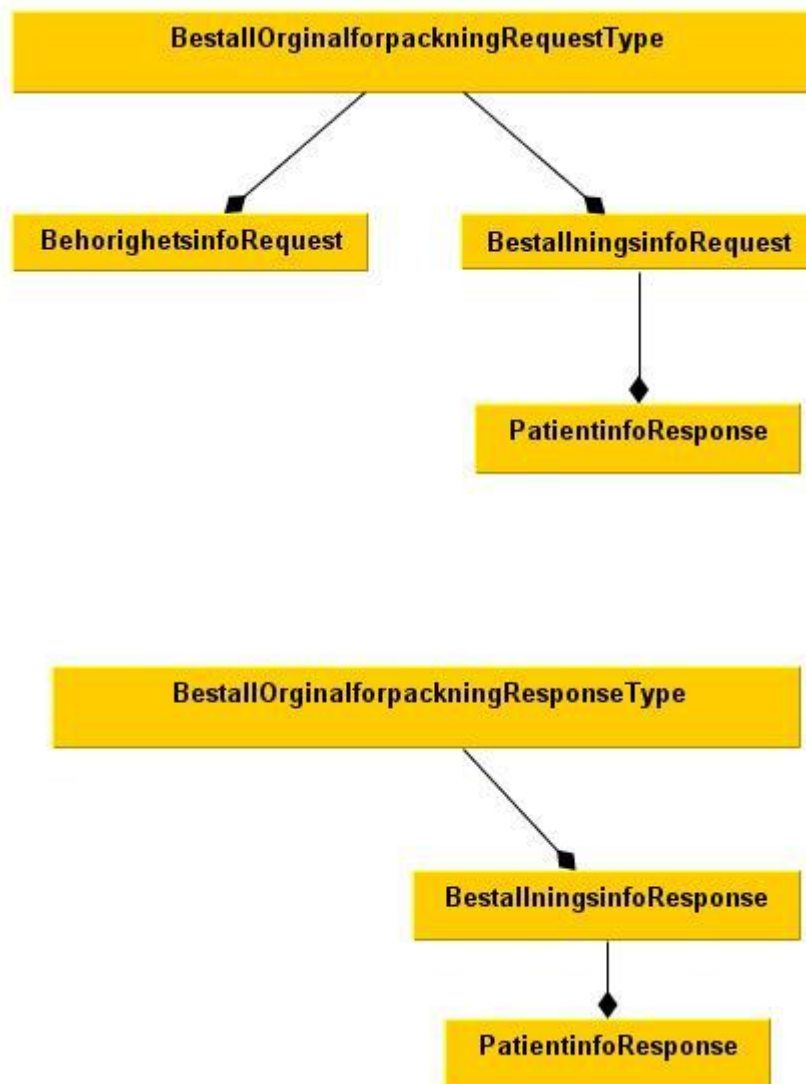 BestallOrginalforpackningRequestType
BehorighetsinfoRequest
BestallningsinfoRequest
PatientinfoResponse
BestallOrginalforpackningResponseType
BestallningsinfoResponse
PatientinfoResponse